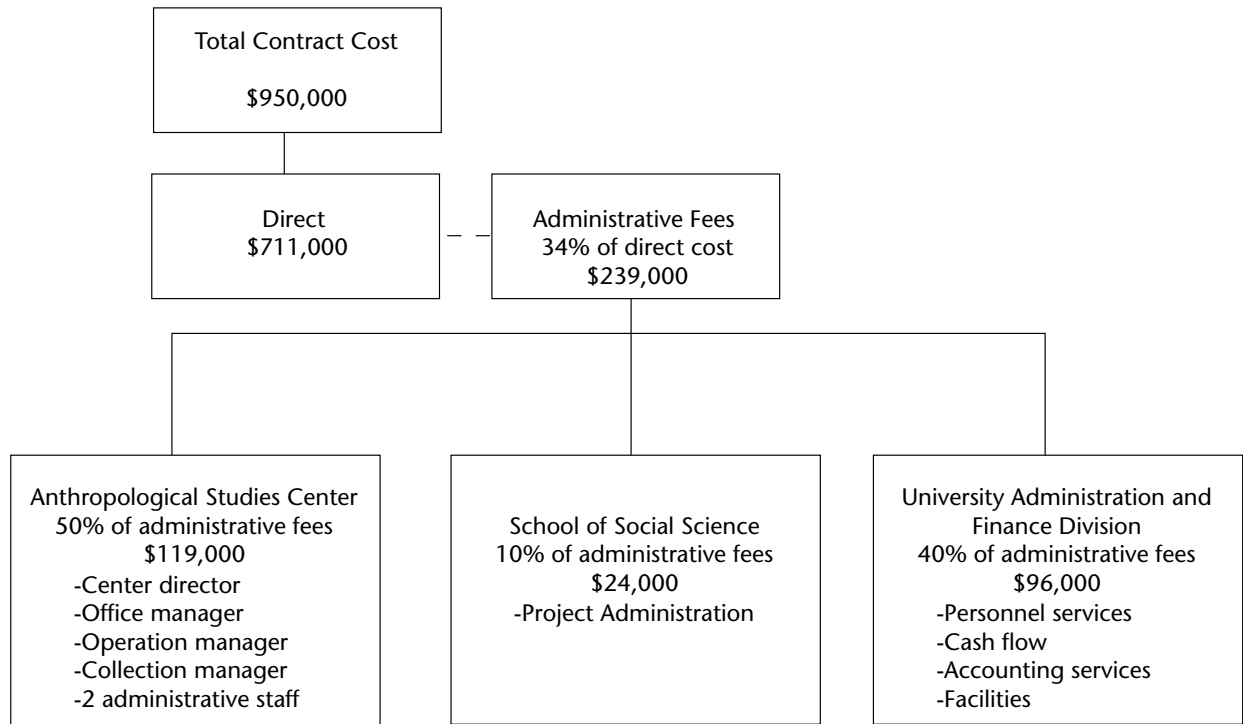 Total Contract Cost
$950,000
Direct
$711,000
Administrative Fees
34% of direct cost
$239,000
Anthropological Studies Center
50% of administrative fees
$119,000
-Center director
-Office manager
-Operation manager
-Collection manager
-2 administrative staff
School of Social Science
10% of administrative fees
$24,000
-Project Administration
University Administration and
Finance Division
40% of administrative fees
$96,000
-Personnel services
-Cash flow
-Accounting services
-Facilities